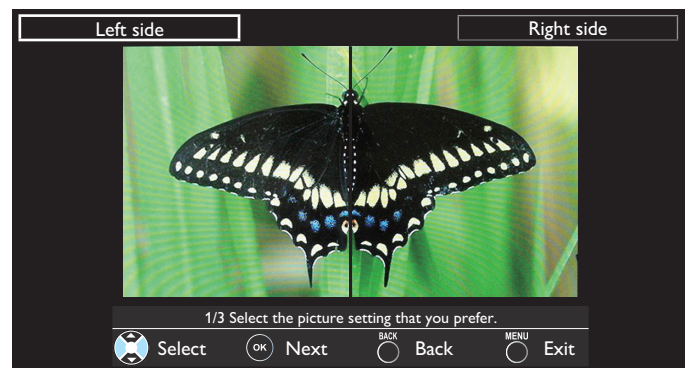 Left side
Right side
1/3 Select the picture setting that you prefer.
Select OK Next BACK Back MENU Exit